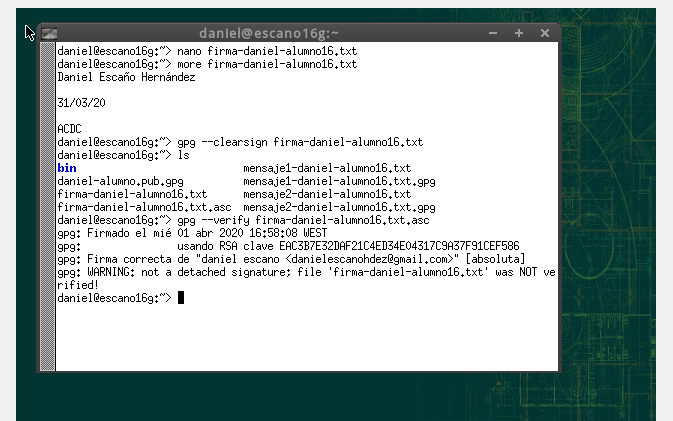 daniel@escano16g:~
daniel@escano16g:~> nano firma-daniel-alumno16.txt
daniel@escano16g:~> more firma-daniel-alumno16.txt
Daniel Escaño Hernández
31/03/20
ACDC
daniel@escano16g:~> gpg --clearsign firma-daniel-alumno16.txt
daniel@escano16g:~> ls
bin mensaje1-daniel-alumno16.txt
daniel-alumno.pub.gpg mensaje1-daniel-alumno16.txt.gpg
firma-daniel-alumno16.txt mensaje2-daniel-alumno16.txt
firma-daniel-alumno16.txt.asc mensaje2-daniel-alumno16.txt.gpg
daniel@escano16g:~> gpg --verify firma-daniel-alumno16.txt.asc
gpg: Firmado el mié 01 abr 2020 16:58:08 WEST
gpg: usando RSA clave EAC3B7E32DAF21C4ED34E04317C9A37F91CEF586
gpg: Firma correcta de "daniel escano <danielescanohdez@gmail.com>" [absoluta]
gpg: WARNING: not a detached signature; file 'firma-daniel-alumno16.txt' was NOT ve
rified!
daniel@escano16g:~>